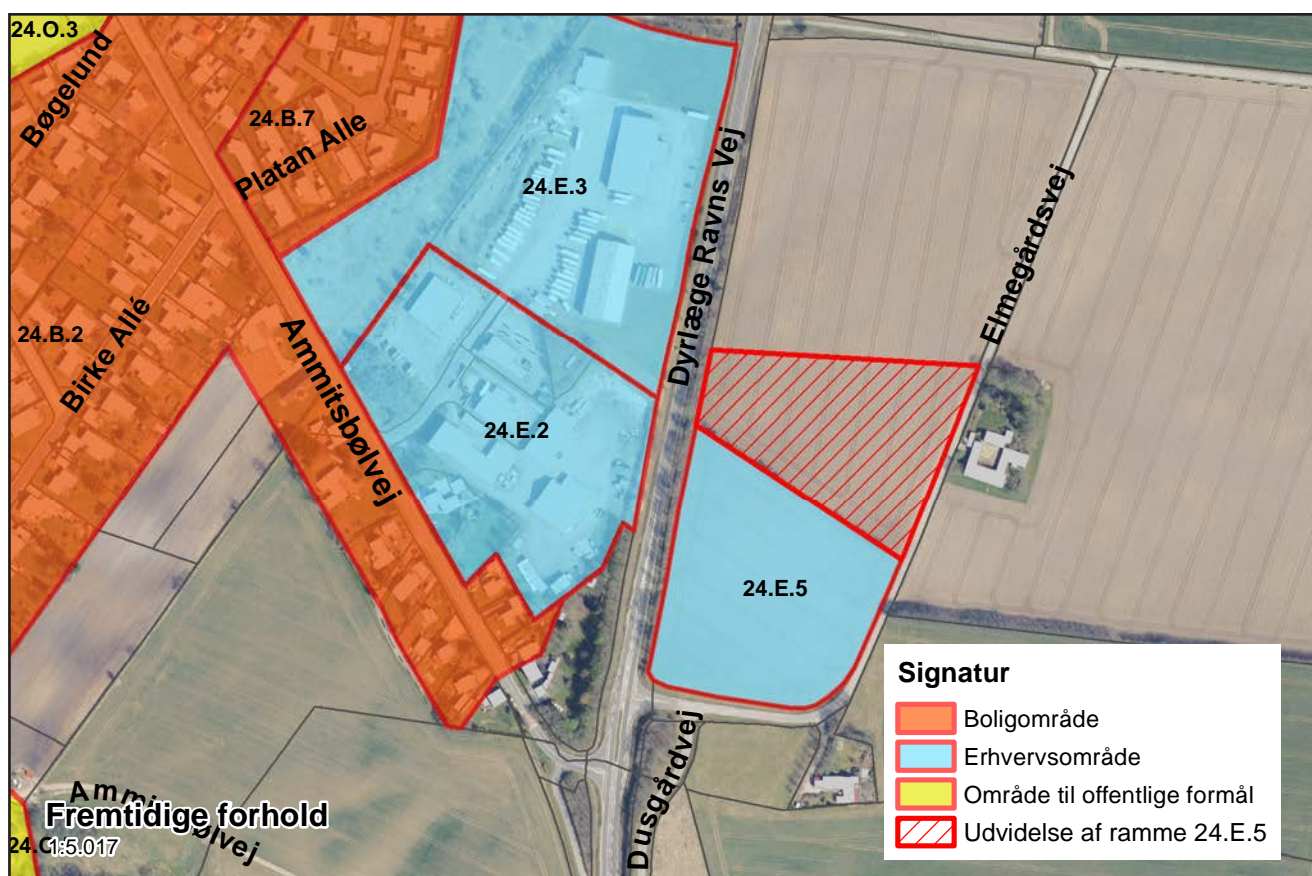 24.O.3
Bøgelund
24.B.7
Platan Alle
24.E.3
Dyrlæge Ravns Vej
Elmegårdsvej
24.B.2
Birke Allé
Ammitsbølvej
24.E.2
24.E.5
Dusgårdvej
Signatur
Boligområde
Erhvervsområde
Område til offentlige formål
Udvidelse af ramme 24.E.5
Ammitsbølvej
Fremtidige forhold
1:5.017